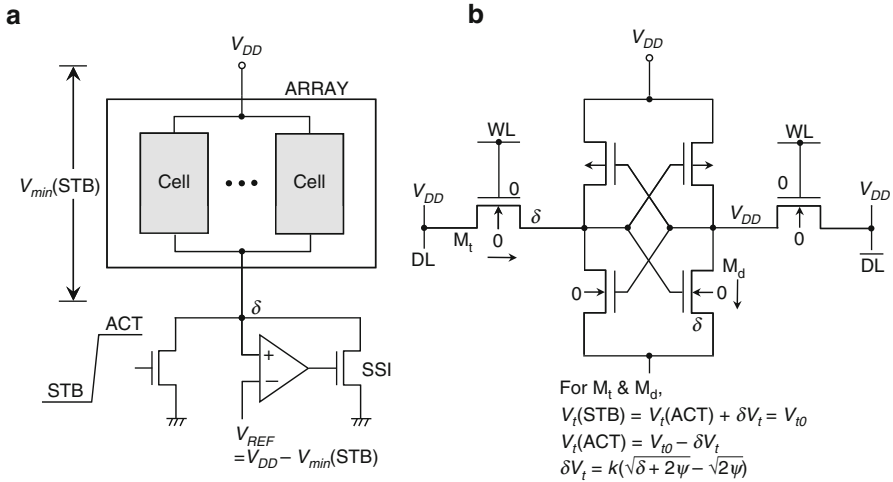 a
V_DD
ARRAY
V_min(STB)
Cell
Cell
δ
ACT
STB
+
−
SSI
V_REF
=V_DD − V_min(STB)
b
V_DD
WL
WL
0
0
V_DD
δ
V_DD
V_DD
M_t
0
0
DL
DL̅
M_d
0
0
δ
For M_t & M_d,
V_t(STB) = V_t(ACT) + δV_t = V_t0
V_t(ACT) = V_t0 − δV_t
δV_t = k(√δ + 2ψ − √2ψ)